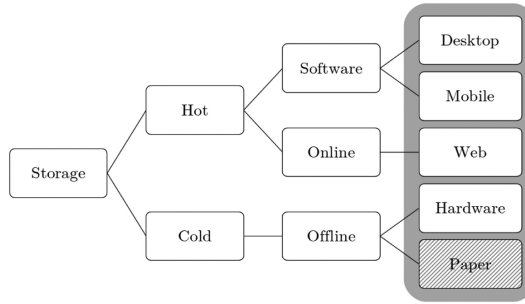 Storage
Hot
Cold
Software
Online
Offline
Desktop
Mobile
Web
Hardware
Paper